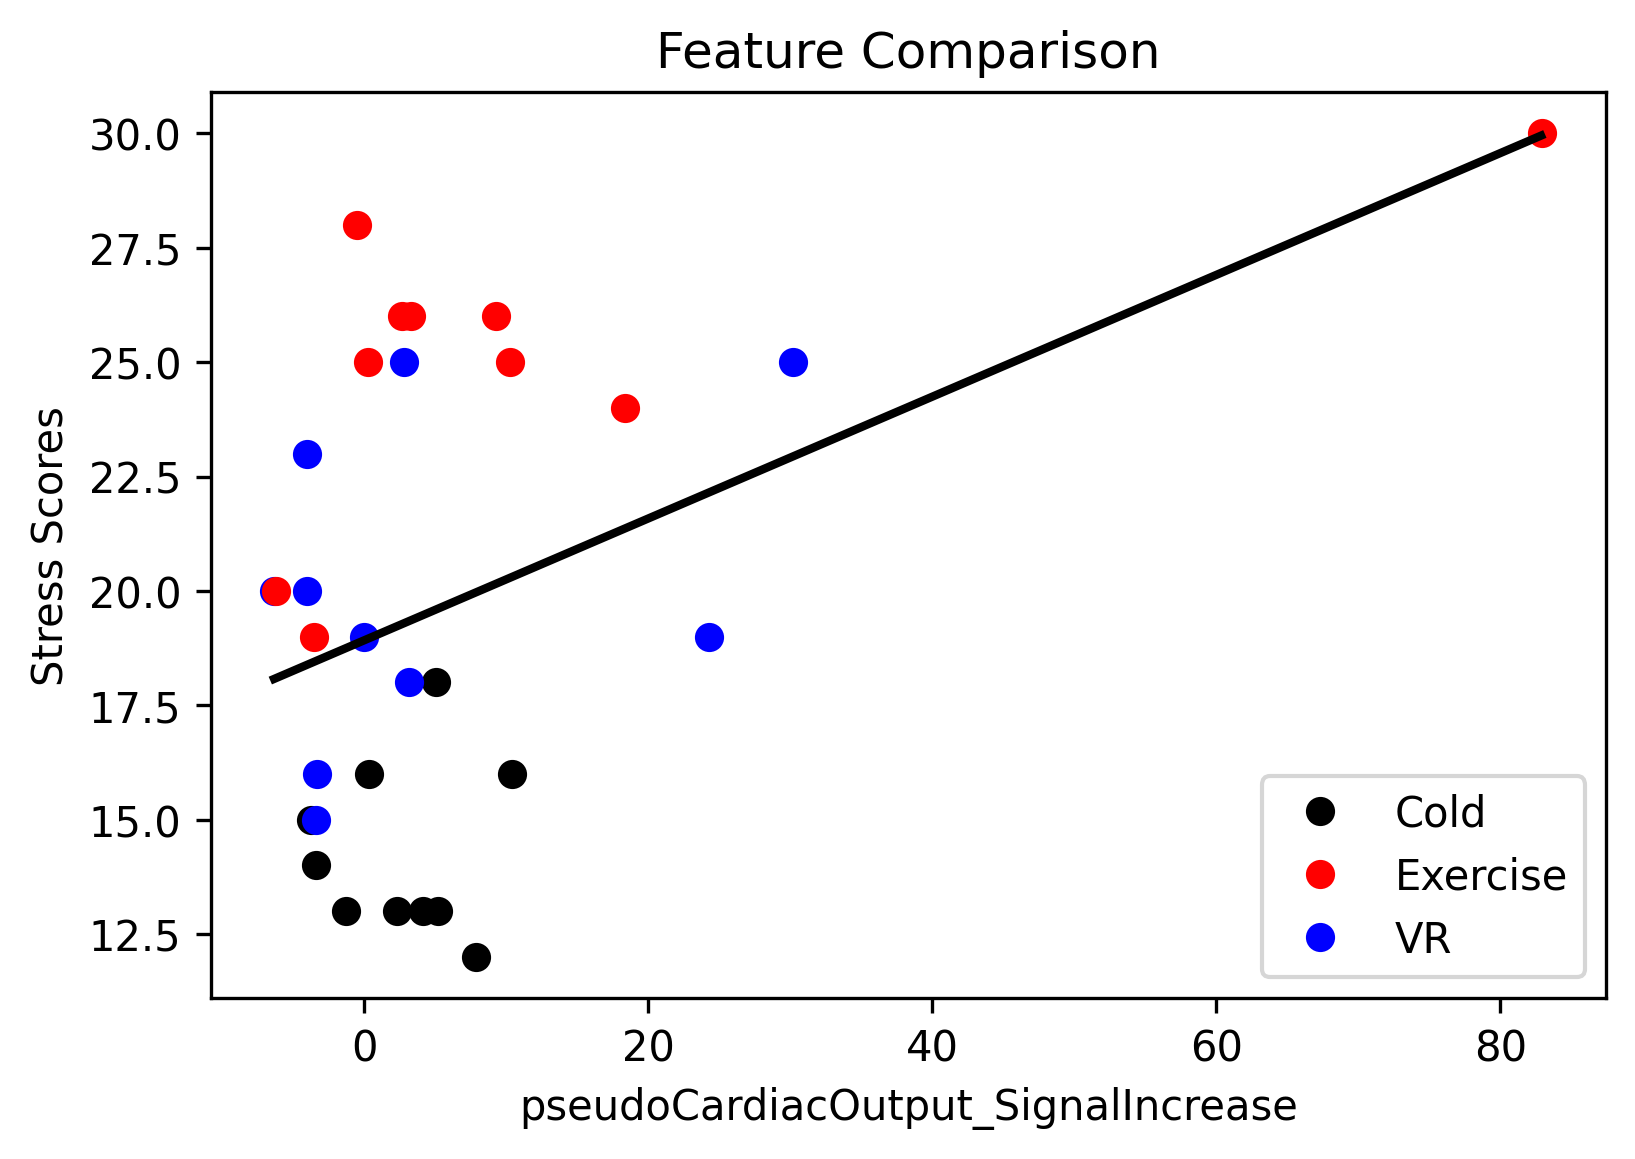 Feature Comparison
30.0
27.5
25.0
22.5
20.0
17.5
15.0
12.5
Stress Scores
0 20 40 60 80
pseudoCardiacOutput_SignalIncrease
Cold
Exercise
VR